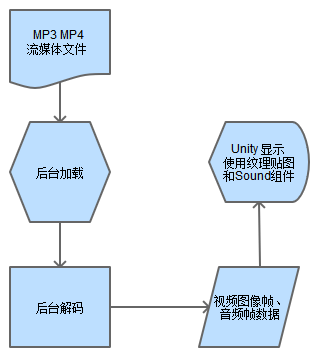 MP3 MP4
流媒体文件
后台加载
后台解码
视频图像帧、
音频帧数据
Unity 显示
使用纹理贴图
和Sound组件